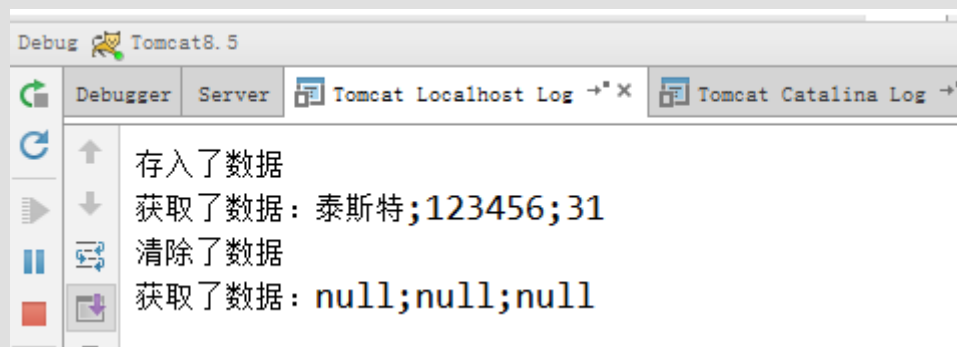 Debug Tomcat8.5
Debugger Server Tomcat Localhost Log Tomcat Catalina Log
存入了数据
获取了数据：泰斯特;123456;31
清除了数据
获取了数据：null;null;null